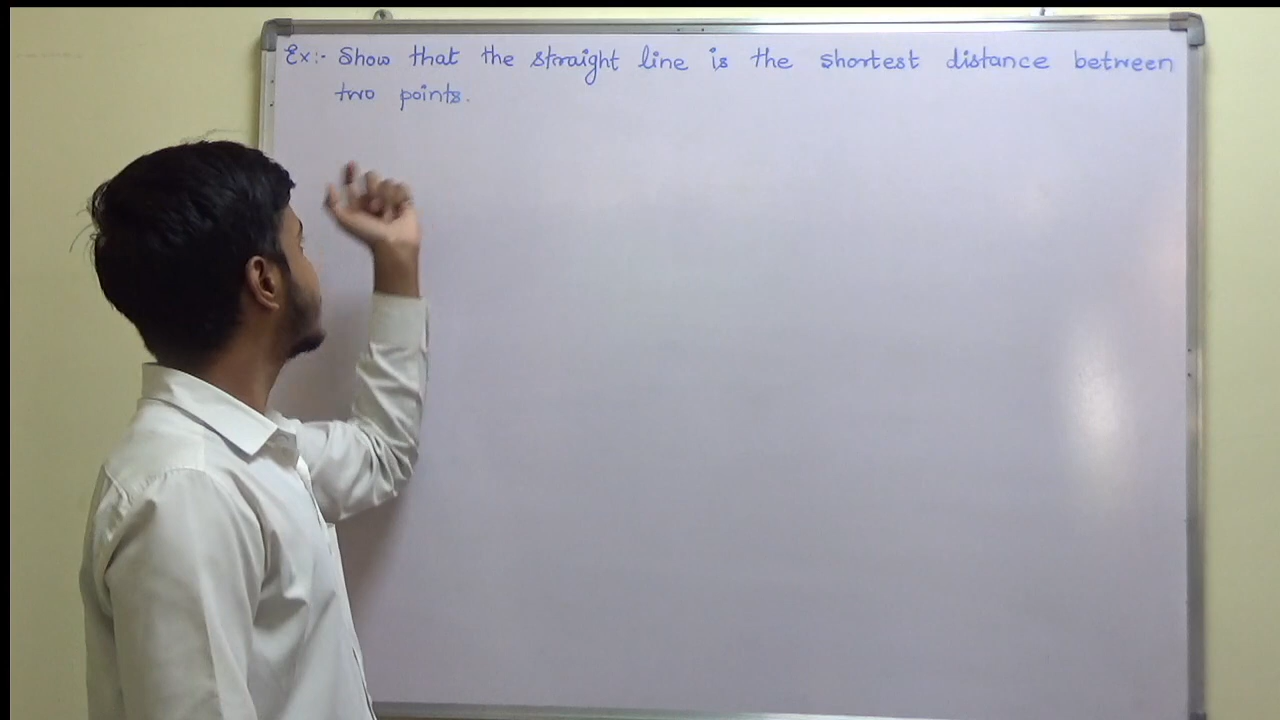 Ex:- Show that the straight line is the shortest distance between
two points.